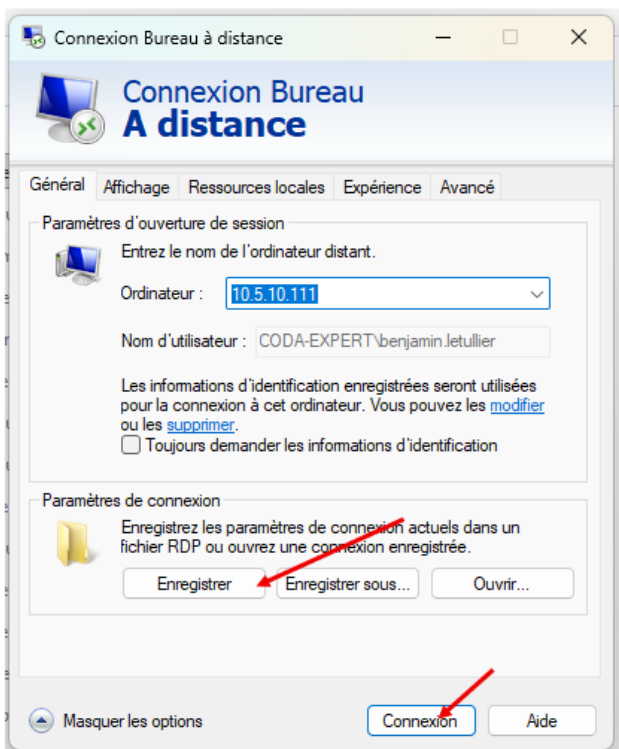 Connexion Bureau à distance
Connexion Bureau
A distance
Général Affichage Ressources locales Expérience Avancé
Paramètres d'ouverture de session
Entrez le nom de l'ordinateur distant.
Ordinateur : 10.5.10.111
Nom d'utilisateur : CODA-EXPERT\benjamin.letullier
Les informations d'identification enregistrées seront utilisées
pour la connexion à cet ordinateur. Vous pouvez les modifier
ou les supprimer.
Toujours demander les informations d'identification
Paramètres de connexion
Enregistrez les paramètres de connexion actuels dans un
fichier RDP ou ouvrez une connexion enregistrée.
Enregistrer Enregistrer sous... Ouvrir...
Masquer les options Connexion Aide